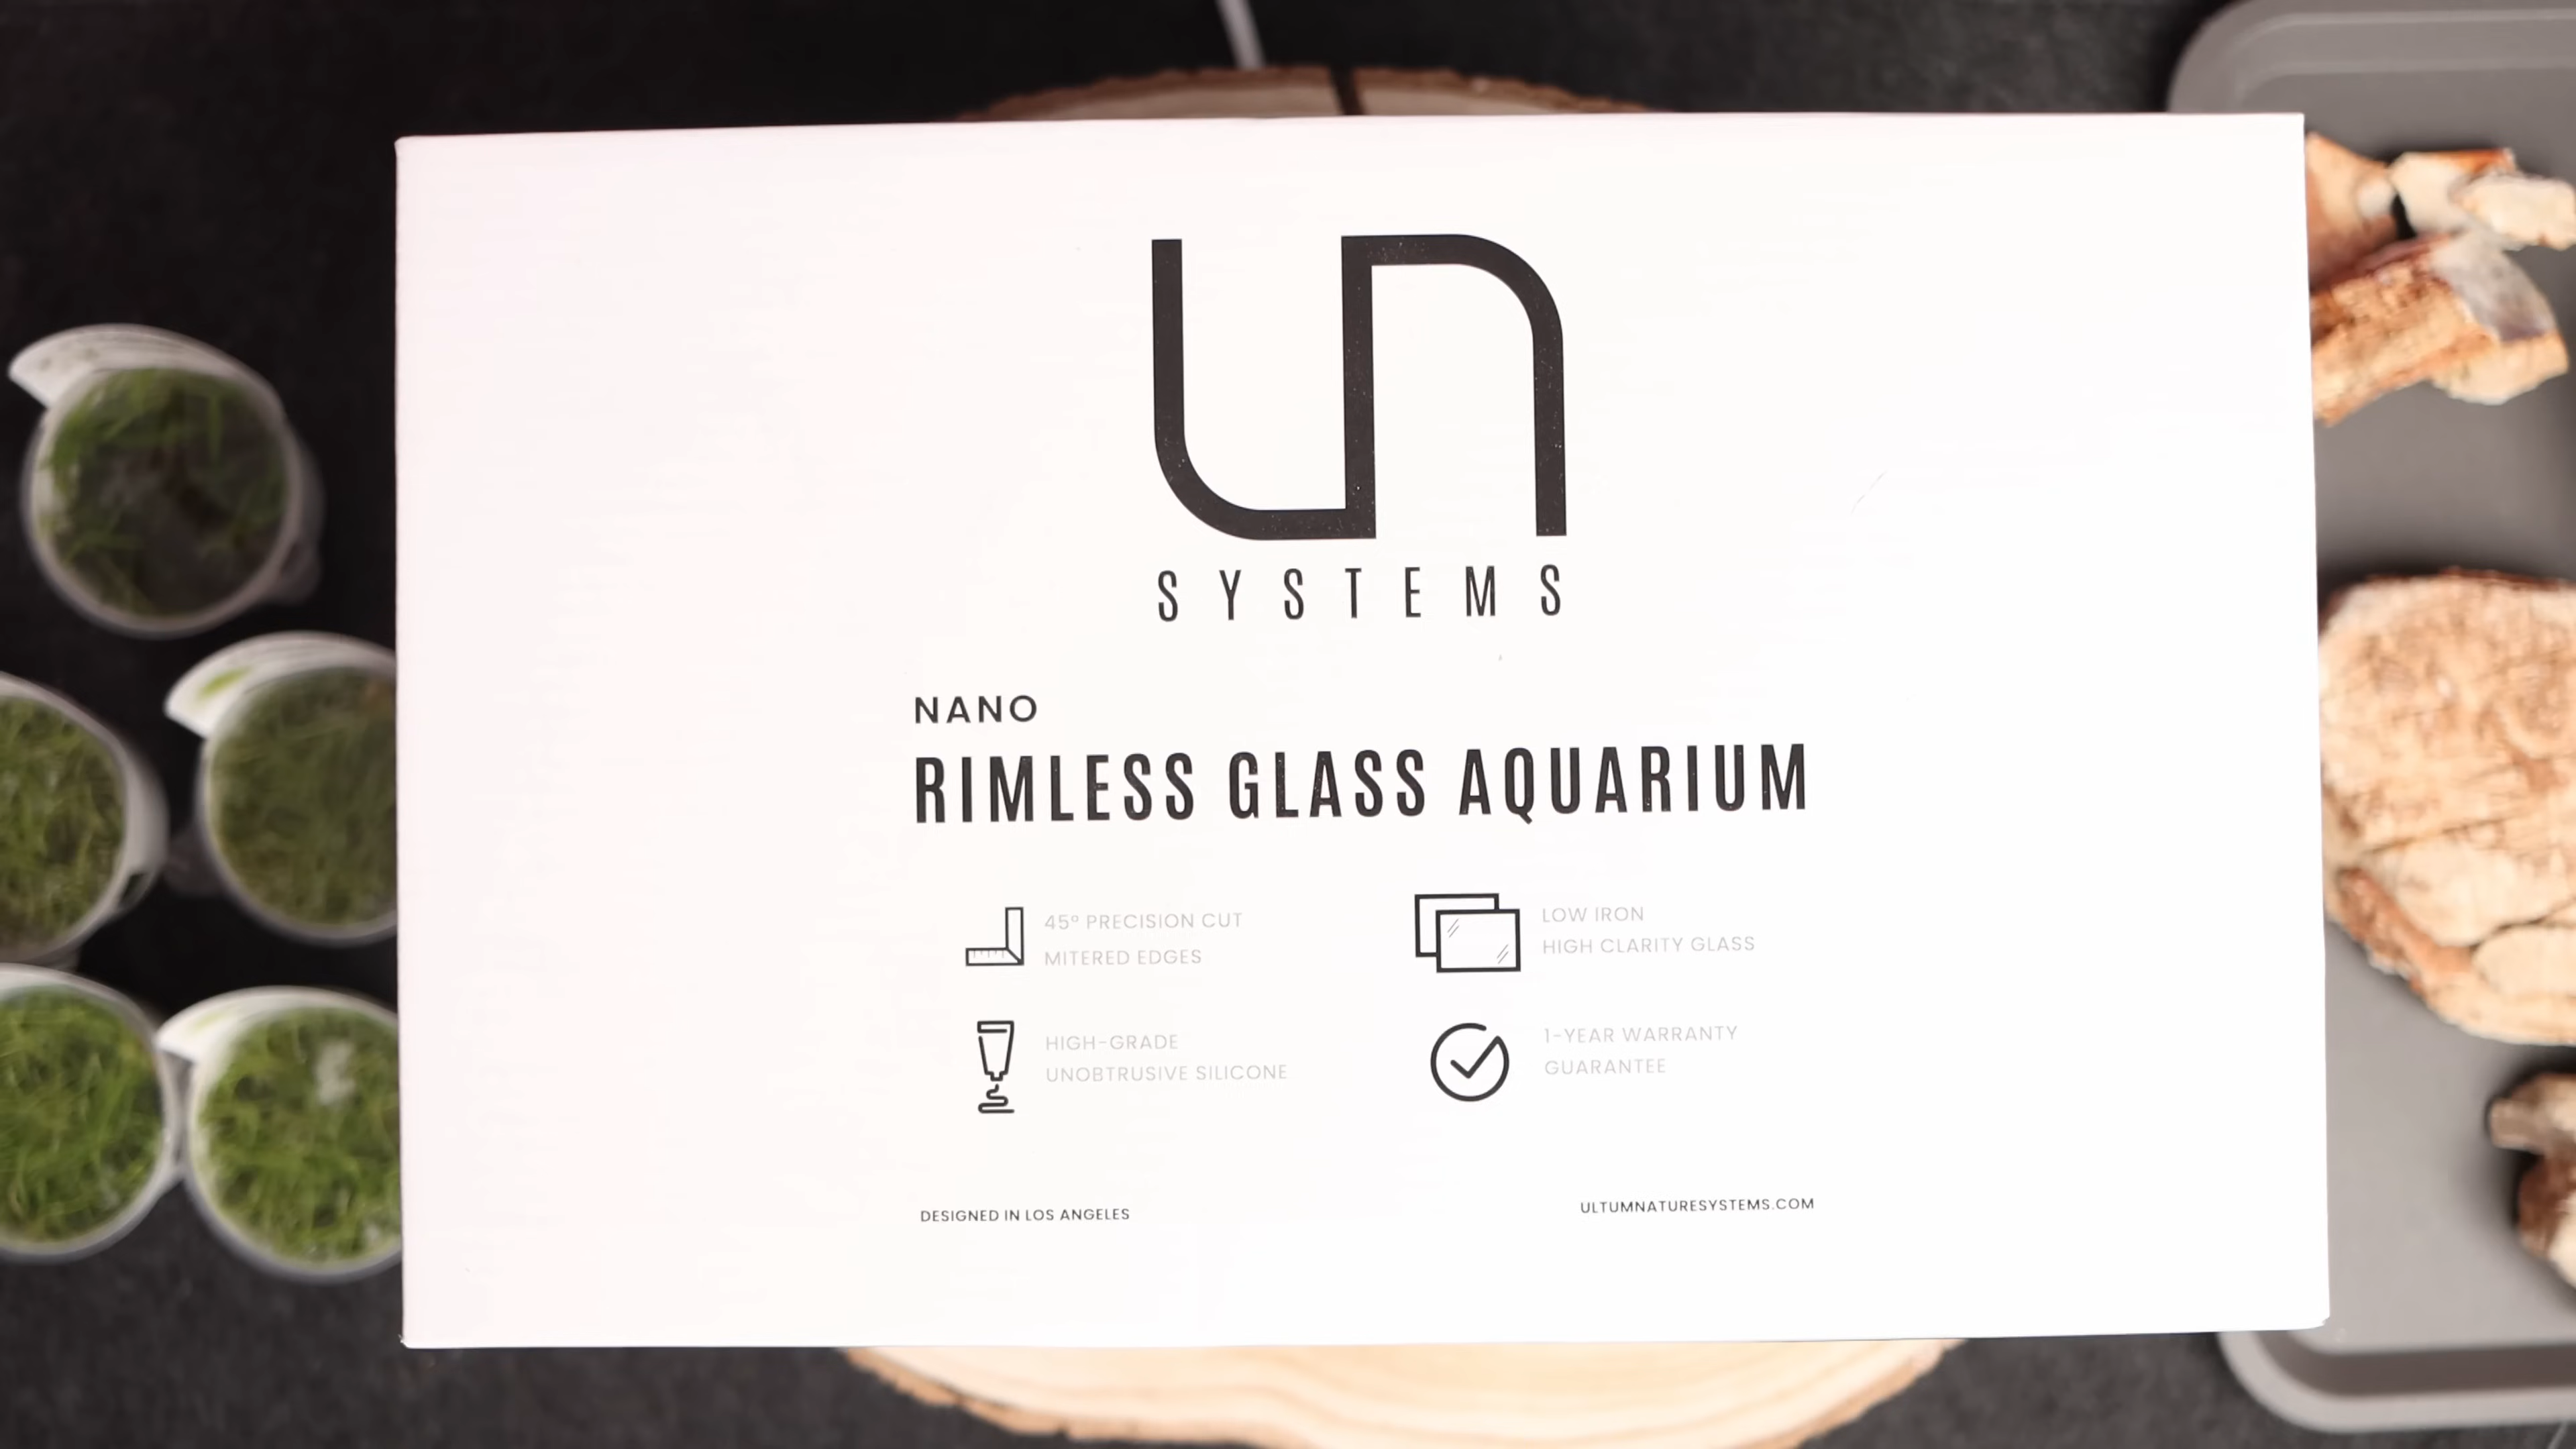 un
SYSTEMS
NANO
RIMLESS GLASS AQUARIUM
45° PRECISION CUT
MITERED EDGES
LOW IRON
HIGH CLARITY GLASS
HIGH-GRADE
UNOBTRUSIVE SILICONE
1-YEAR WARRANTY
GUARANTEE
DESIGNED IN LOS ANGELES
ULTUMNATURESYSTEMS.COM